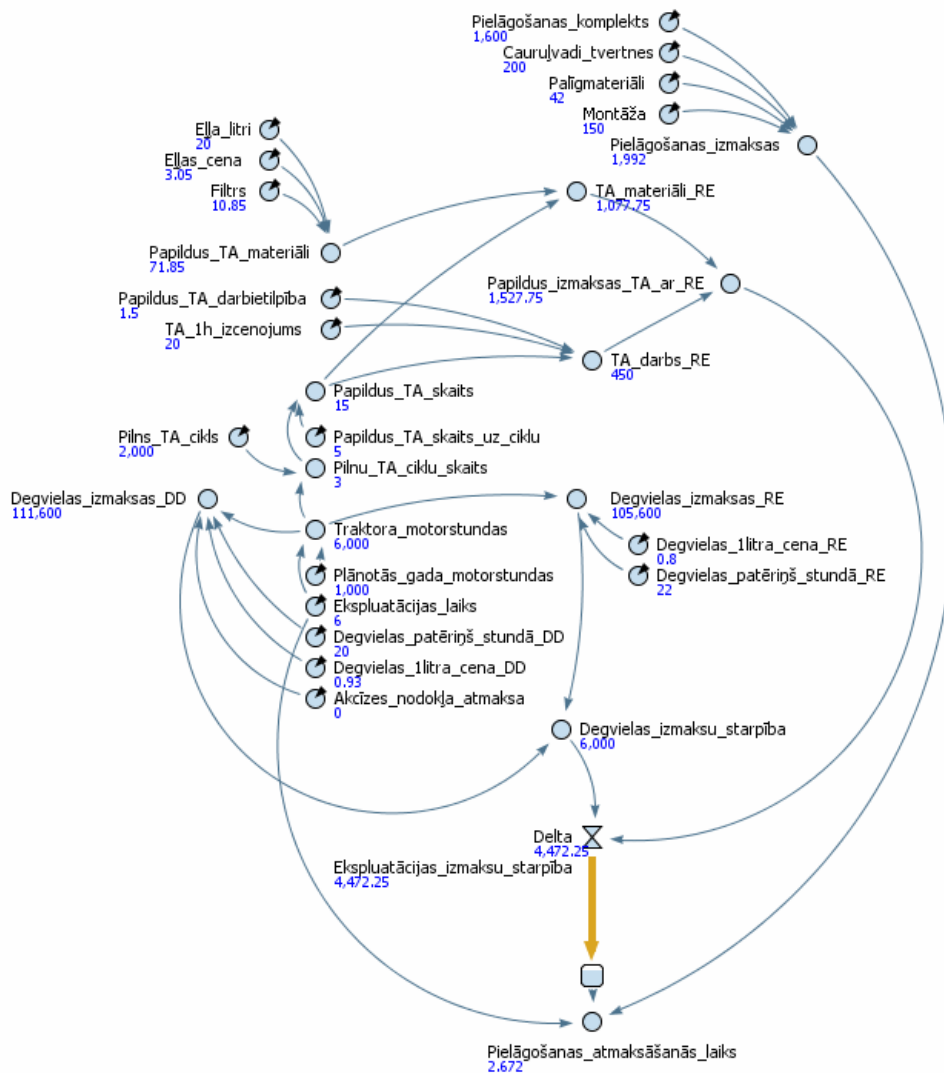 Pielāgošanas_komplekts
1,600
Cauruļvadi_tvertnes
200
Palīgmateriāli
42
Montāža
150
Pielāgošanas_izmaksas
1,992
Eļļa_litri
20
Eļļas_cena
3.05
Filtrs
10.85
TA_materiāli_RE
1,077.75
Papildus_TA_materiāli
71.85
Papildus_izmaksas_TA_ar_RE
1,527.75
Papildus_TA_darbietilpība
1.5
TA_1h_izcenojums
20
TA_darbs_RE
450
Papildus_TA_skaits
15
Pilns_TA_cikls
2,000
Papildus_TA_skaits_uz_ciklu
5
Pilnu_TA_ciklu_skaits
3
Degvielas_izmaksas_DD
111,600
Degvielas_izmaksas_RE
105,600
Traktora_motorstundas
6,000
Degvielas_1litra_cena_RE
0.8
Plānotās_gada_motorstundas
1,000
Degvielas_patēriņš_stundā_RE
22
Ekspluatācijas_laiks
6
Degvielas_patēriņš_stundā_DD
20
Degvielas_1litra_cena_DD
0.93
Akcīzes_nodokļa_atmaksa
0
Degvielas_izmaksu_starpība
6,000
Delta
4,472.25
Ekspluatācijas_izmaksu_starpība
4,472.25
Pielāgošanas_atmaksāšanās_laiks
2.672